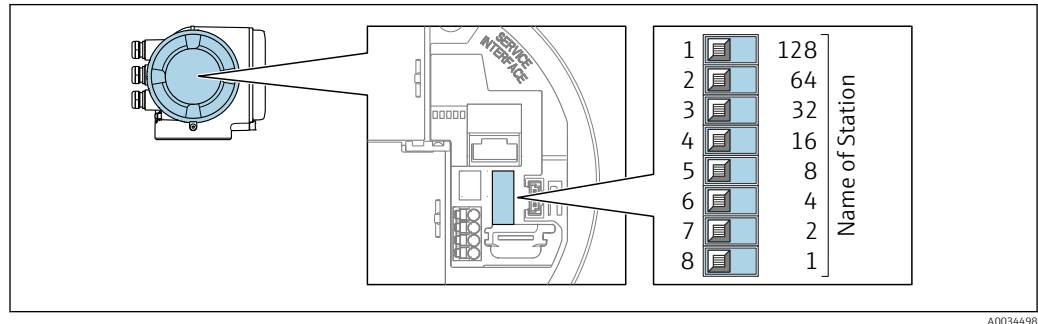 SERVICE
INTERFACE
1 128
2 64
3 32
4 16
5 8
6 4
7 2
8 1
Name of Station
A0034498